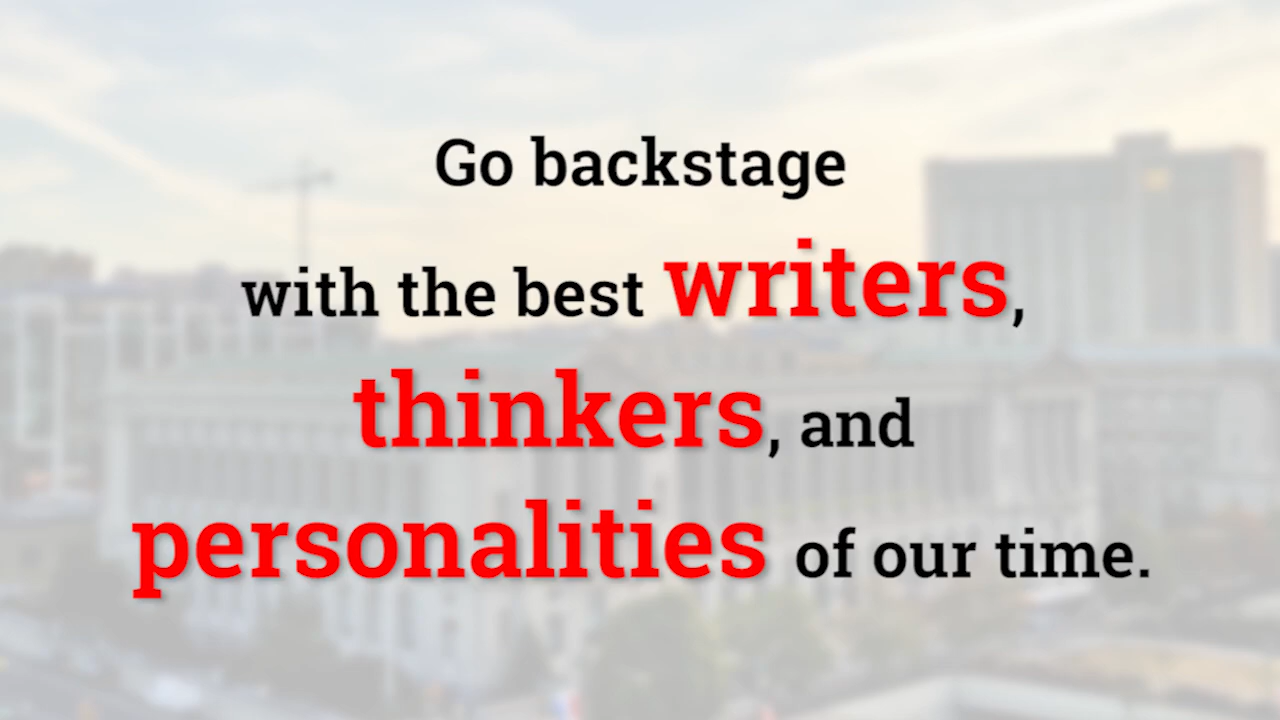 Go backstage
with the best writers,
thinkers, and
personalities of our time.